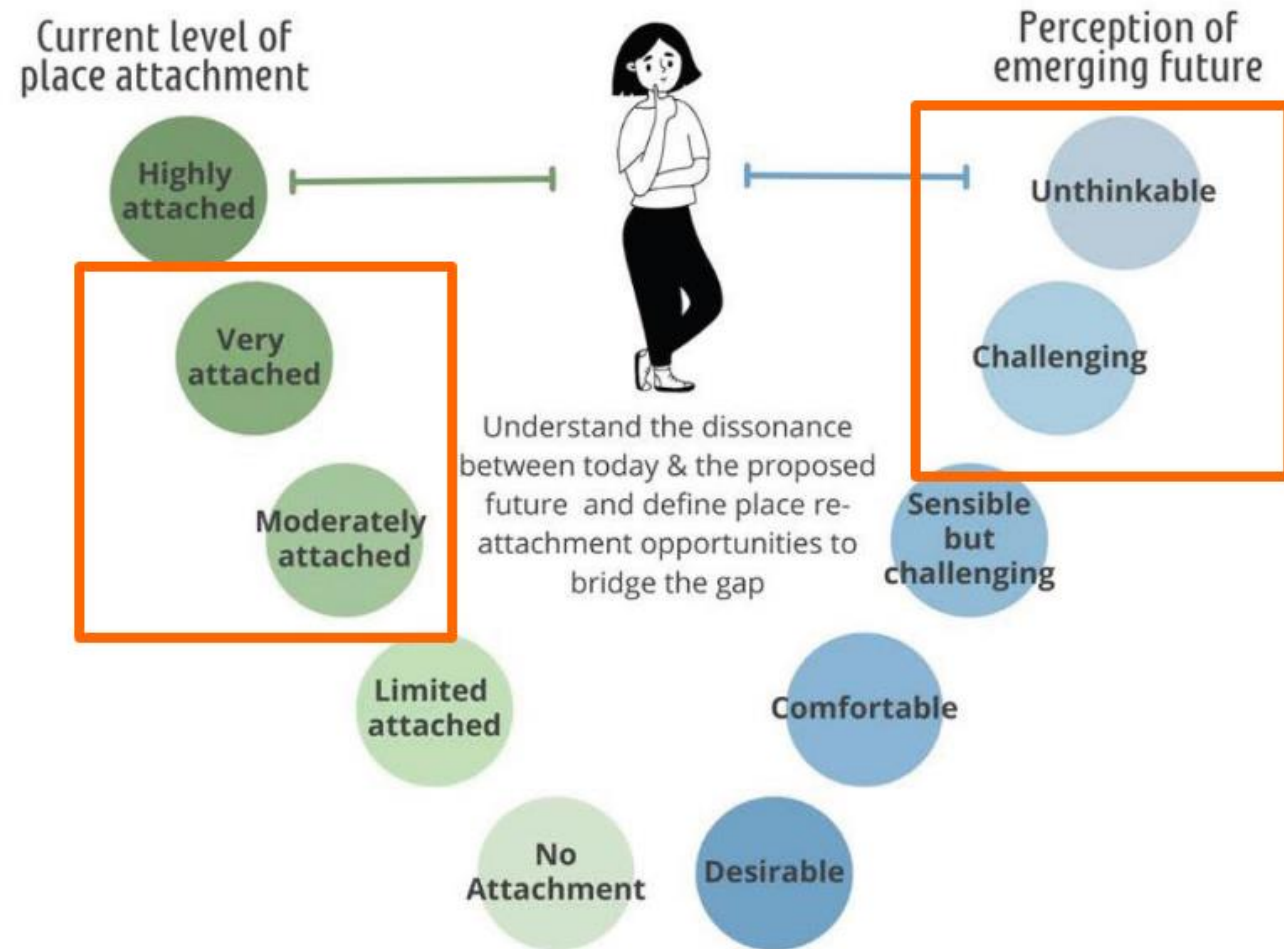 Current level of
place attachment
Highly
attached
Very
attached
Moderately
attached
Limited
attached
No
Attachment
Understand the dissonance
between today & the proposed
future and define place re-
attachment opportunities to
bridge the gap
Perception of
emerging future
Unthinkable
Challenging
Sensible
but
challenging
Comfortable
Desirable